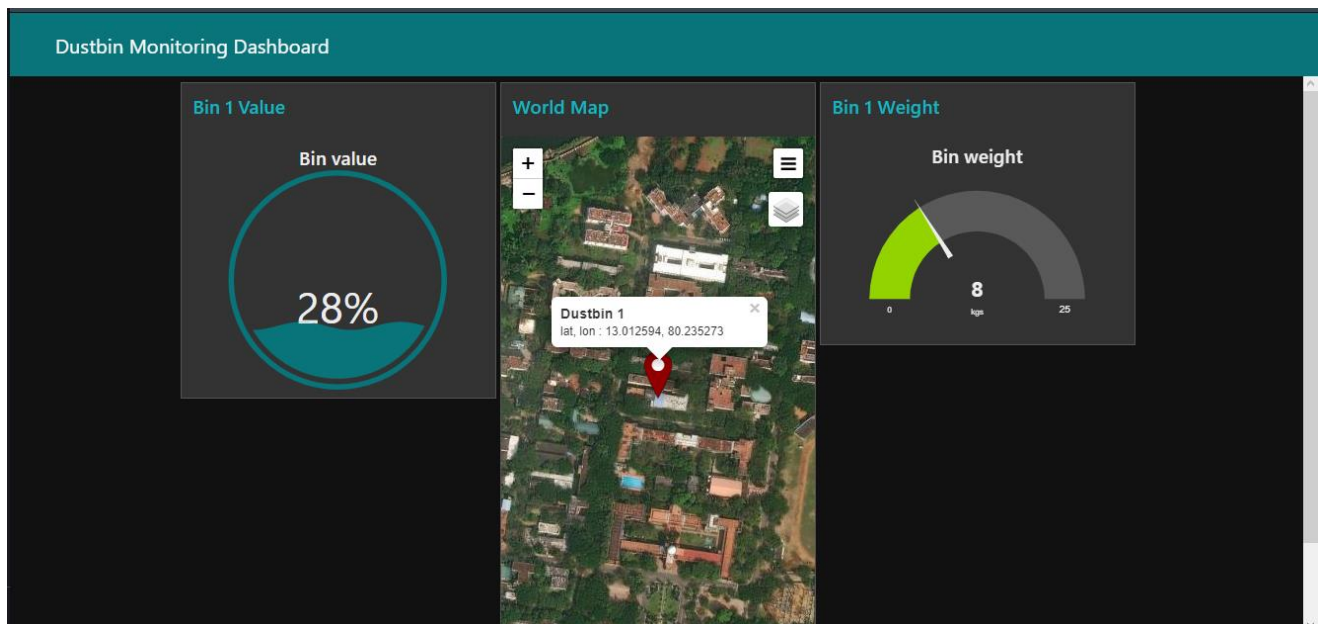 Dustbin Monitoring Dashboard
Bin 1 Value
Bin value
28%
World Map
+
−
Dustbin 1
×
lat, lon : 13.012594, 80.235273
Bin 1 Weight
Bin weight
8
0
kgs
25